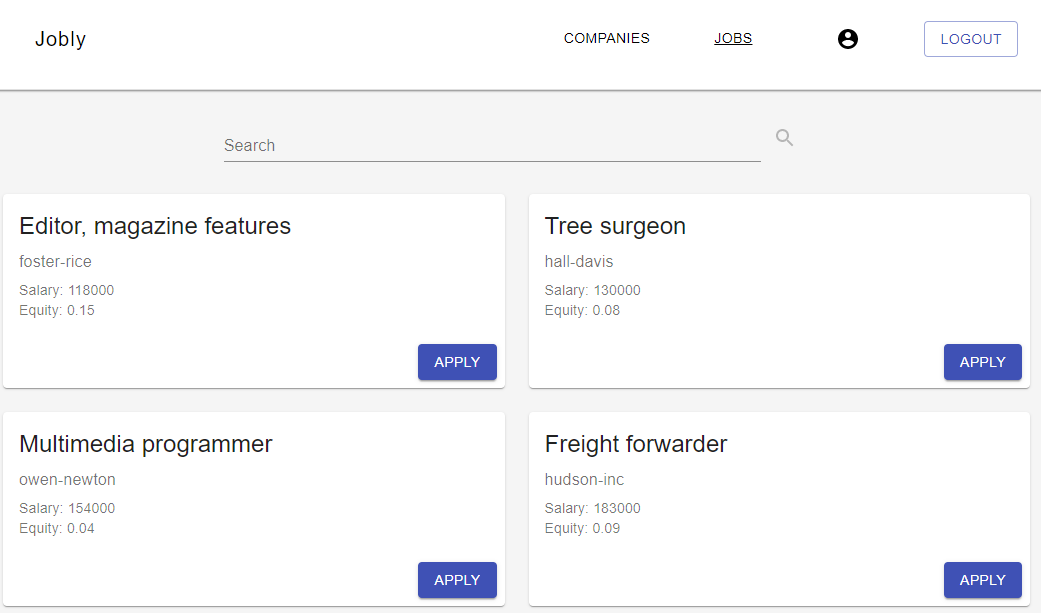 Jobly
COMPANIES
JOBS
LOGOUT
Search
Editor, magazine features
foster-rice
Salary: 118000
Equity: 0.15
APPLY
Tree surgeon
hall-davis
Salary: 130000
Equity: 0.08
APPLY
Multimedia programmer
owen-newton
Salary: 154000
Equity: 0.04
APPLY
Freight forwarder
hudson-inc
Salary: 183000
Equity: 0.09
APPLY